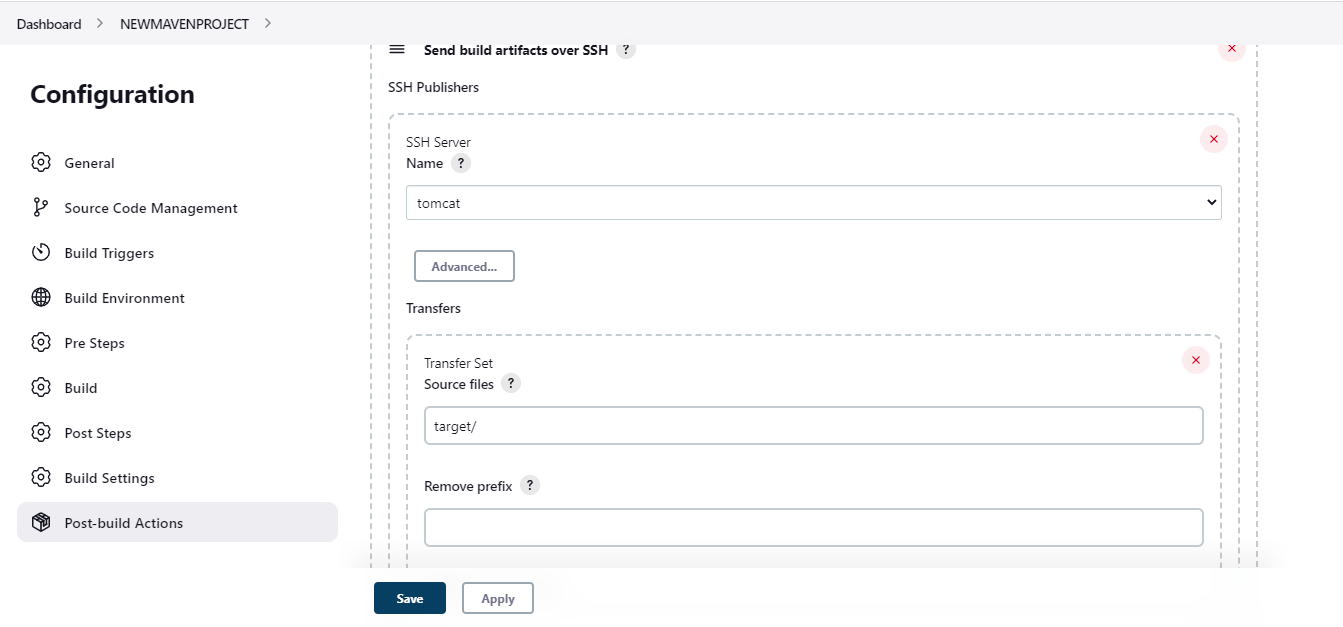 Dashboard > NEWMAVENPROJECT >
Configuration
General
Source Code Management
Build Triggers
Build Environment
Pre Steps
Build
Post Steps
Build Settings
Post-build Actions
Send build artifacts over SSH ?
SSH Publishers
SSH Server
Name ?
tomcat
Advanced...
Transfers
Transfer Set
Source files ?
target/
Remove prefix ?
Save Apply